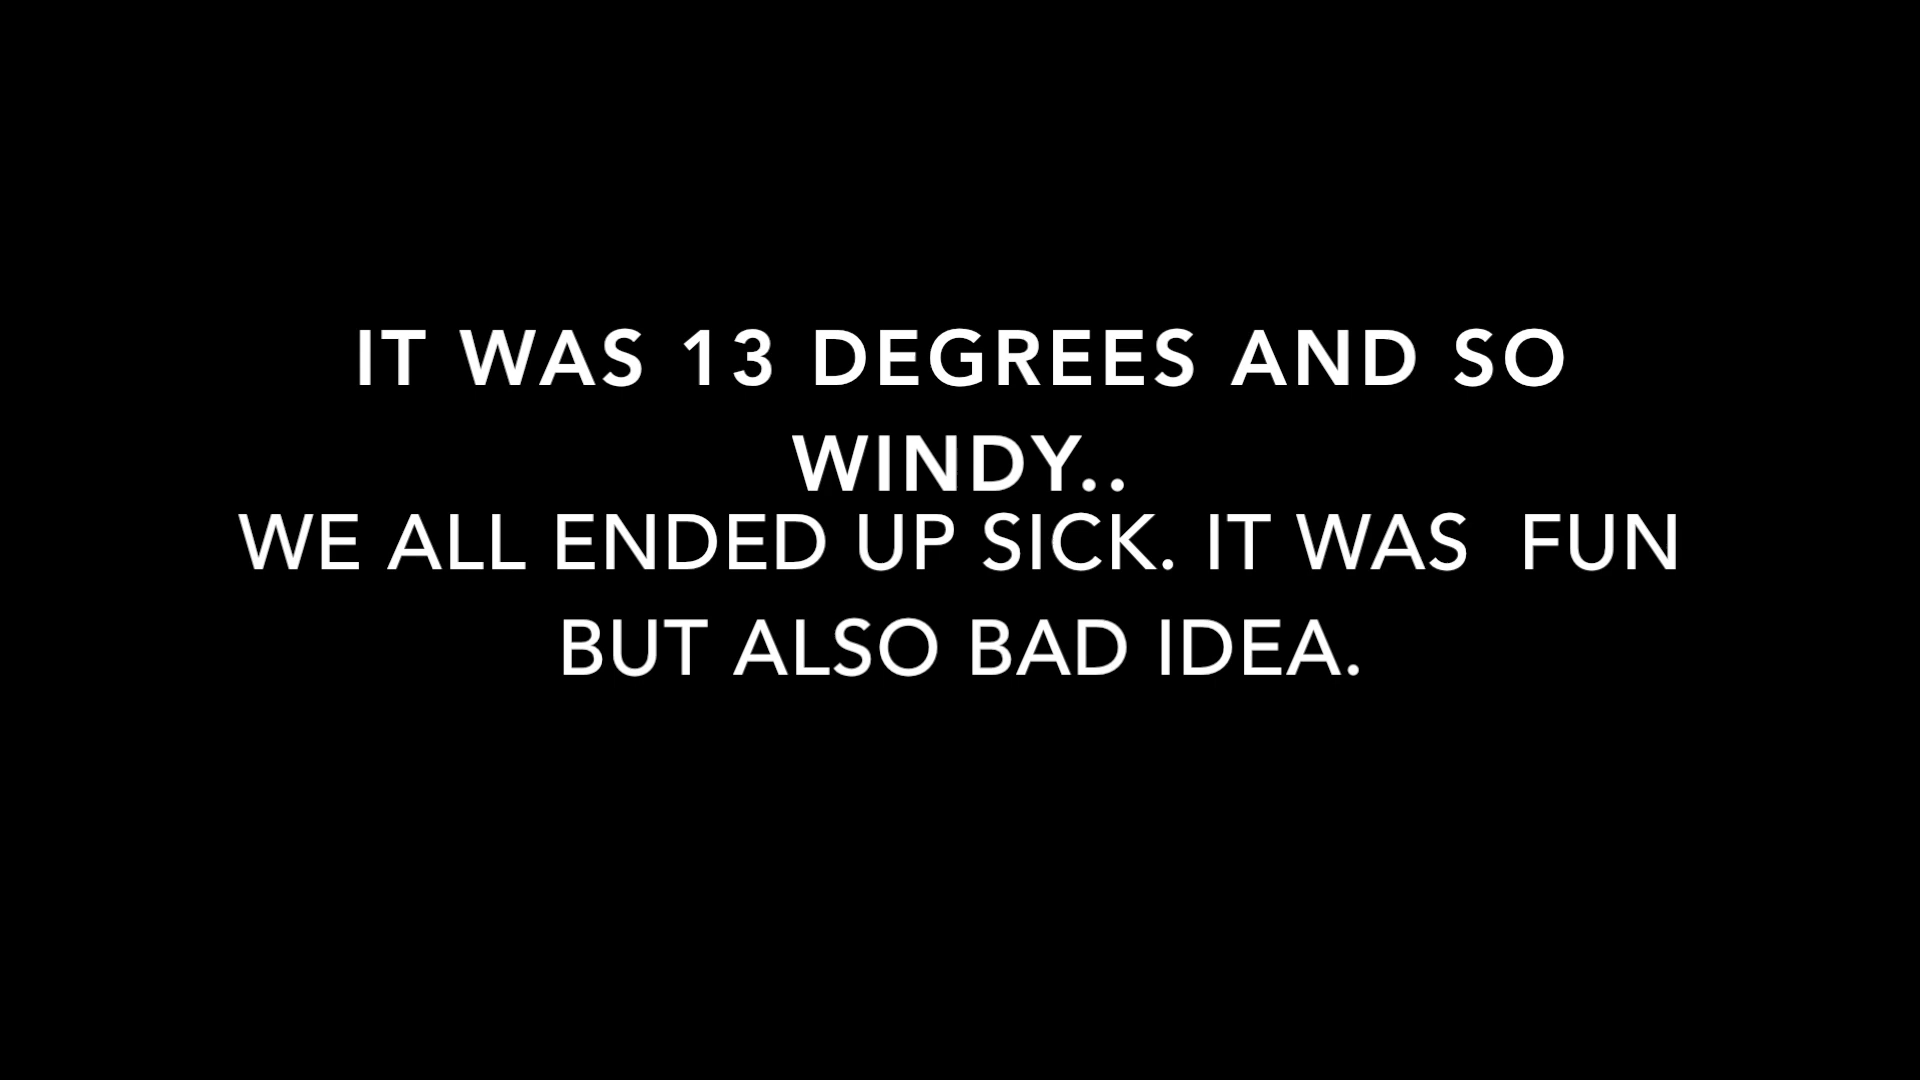 IT WAS 13 DEGREES AND SO
WINDY..
WE ALL ENDED UP SICK. IT WAS  FUN
BUT ALSO BAD IDEA.